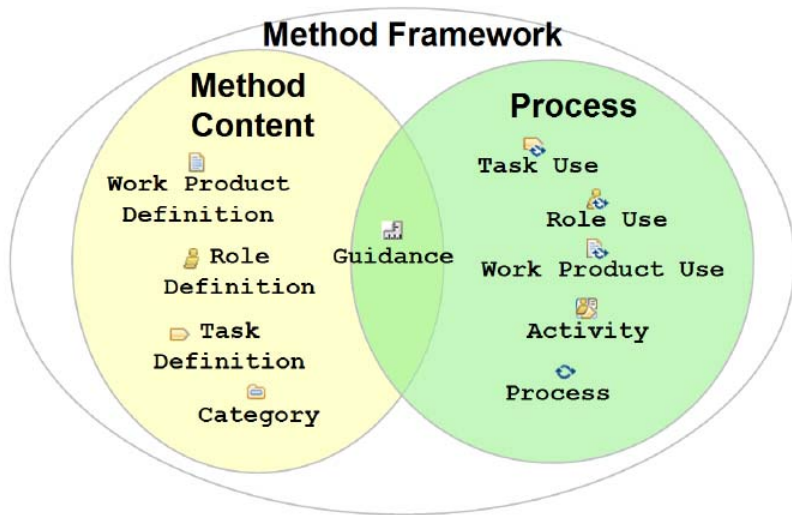 Method Framework
Method
Content
Work Product
Definition
Role
Definition
Task
Definition
Category
Guidance
Process
Task Use
Role Use
Work Product Use
Activity
Process